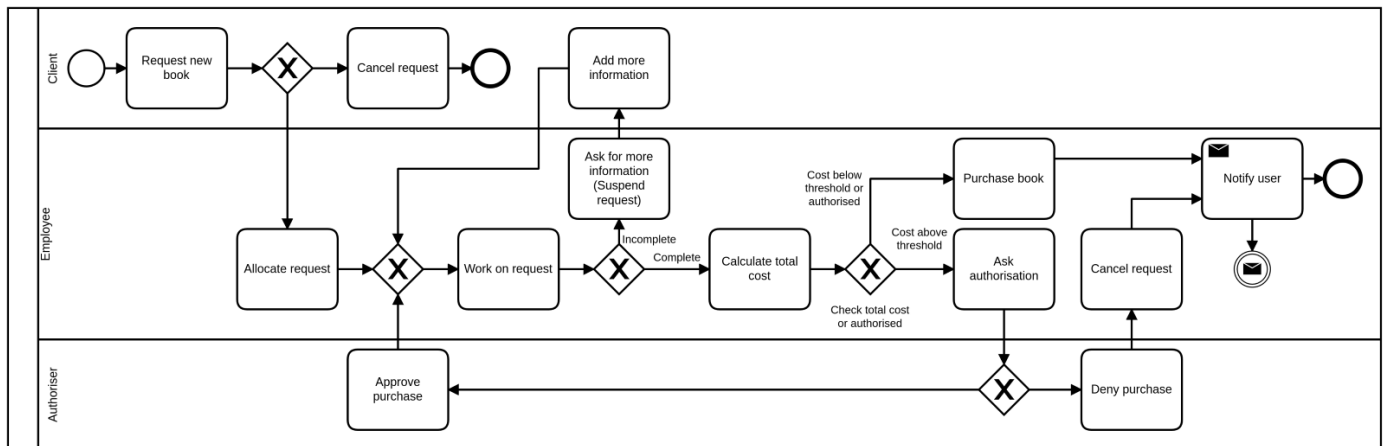 Client
Request new
book
Cancel request
Add more
information
Employee
Ask for more
information
(Suspend
request)
Cost below
threshold or
authorised
Purchase book
Notify user
Incomplete
Complete
Cost above
threshold
Allocate request
Work on request
Calculate total
cost
Ask
authorisation
Cancel request
Check total cost
or authorised
Authoriser
Approve
purchase
Deny purchase